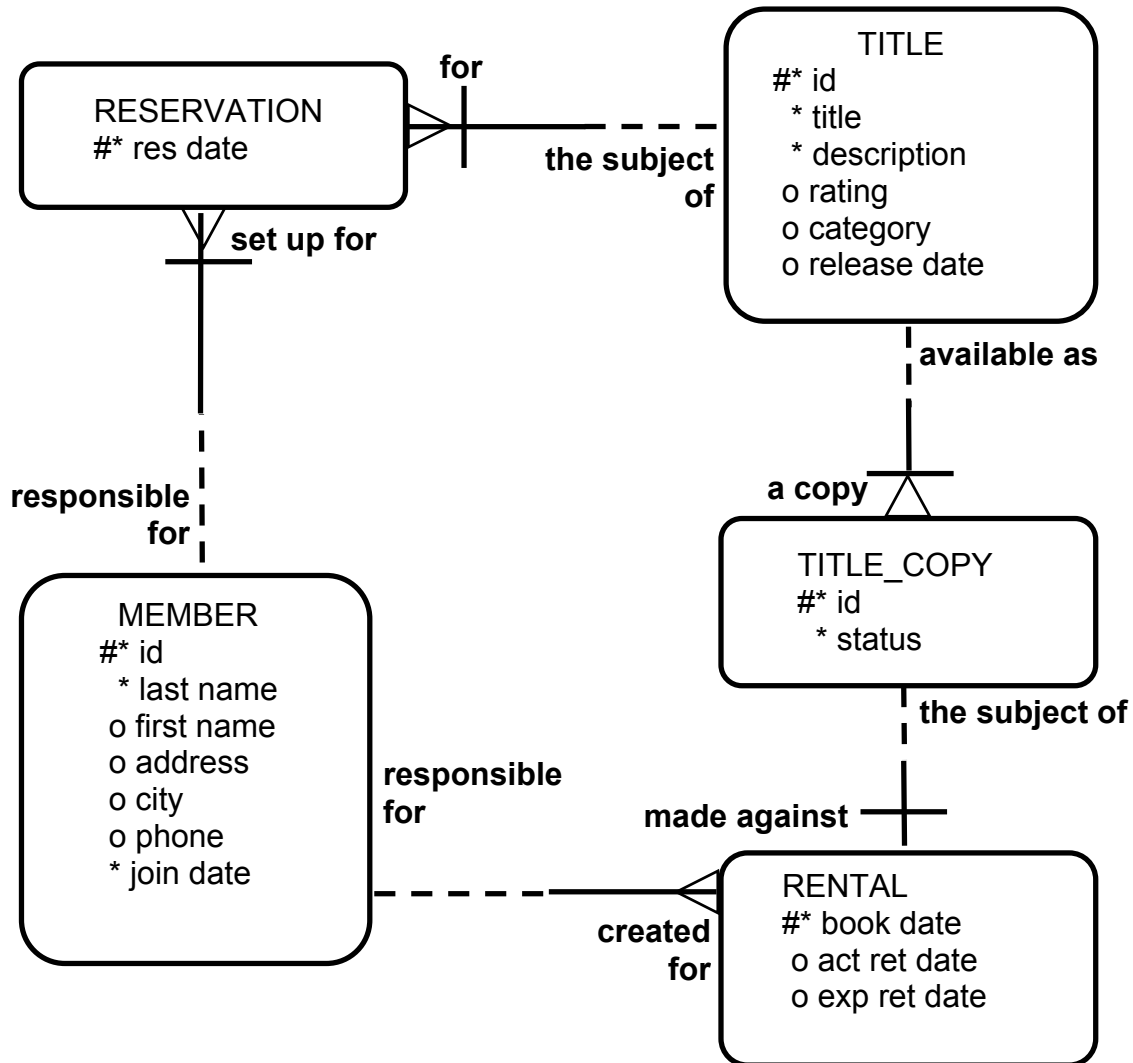 RESERVATION
#* res date
for
the subject
of
TITLE
#* id
* title
* description
o rating
o category
o release date
set up for
available as
responsible
for
a copy
TITLE_COPY
#* id
* status
MEMBER
#* id
* last name
o first name
o address
o city
o phone
* join date
the subject of
responsible
for
made against
created
for
RENTAL
#* book date
o act ret date
o exp ret date